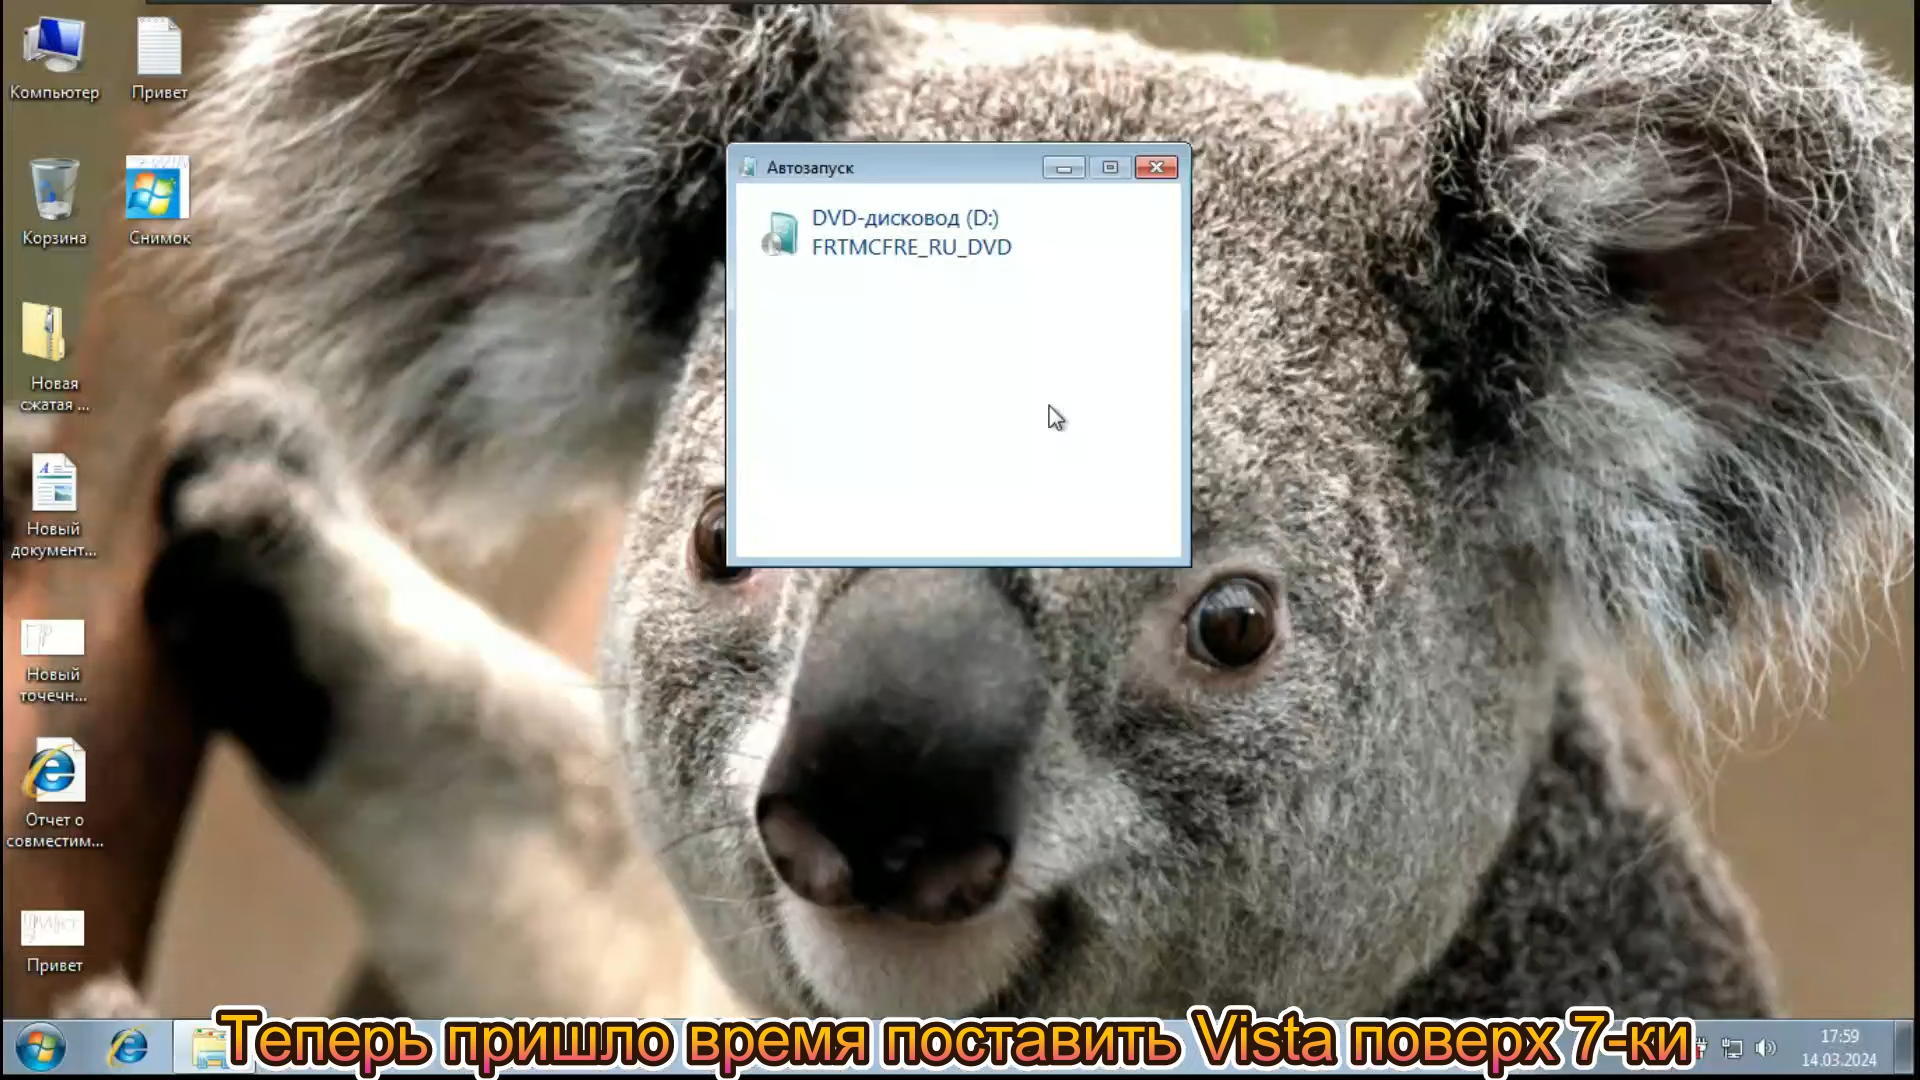 Компьютер
Привет
Корзина
Снимок
Новая
сжатая ...
Новый
документ...
Новый
точечн...
Отчет о
совместим...
Привет
Автозапуск
DVD-дисковод (D:)
FRTMCFRE_RU_DVD
Теперь пришло время поставить Vista поверх 7-ки
17:59
14.03.2024